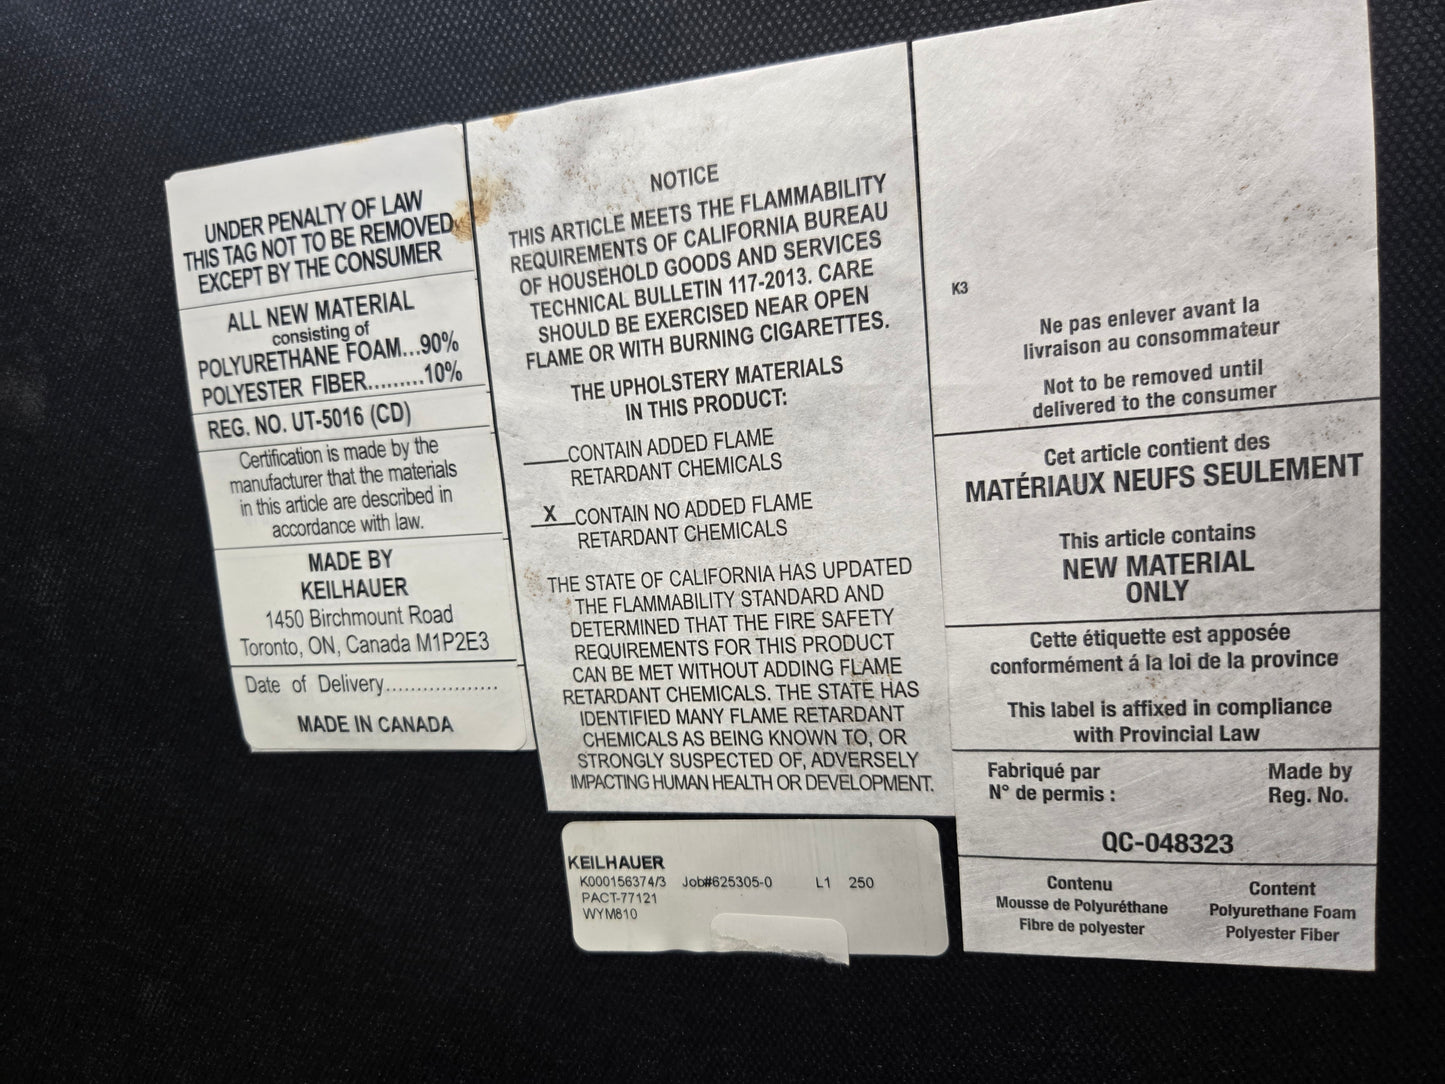 UNDER PENALTY OF LAW
THIS TAG NOT TO BE REMOVED
EXCEPT BY THE CONSUMER
ALL NEW MATERIAL
consisting of
POLYURETHANE FOAM...90%
POLYESTER FIBER.........10%
REG. NO. UT-5016 (CD)
Certification is made by the
manufacturer that the materials
in this article are described in
accordance with law.
MADE BY
KEILHAUER
1450 Birchmount Road
Toronto, ON, Canada M1P2E3
Date of Delivery..................
MADE IN CANADA
NOTICE
THIS ARTICLE MEETS THE FLAMMABILITY
REQUIREMENTS OF CALIFORNIA BUREAU
OF HOUSEHOLD GOODS AND SERVICES
TECHNICAL BULLETIN 117-2013. CARE
SHOULD BE EXERCISED NEAR OPEN
FLAME OR WITH BURNING CIGARETTES.
THE UPHOLSTERY MATERIALS
IN THIS PRODUCT:
____CONTAIN ADDED FLAME
RETARDANT CHEMICALS
_X__CONTAIN NO ADDED FLAME
RETARDANT CHEMICALS
THE STATE OF CALIFORNIA HAS UPDATED
THE FLAMMABILITY STANDARD AND
DETERMINED THAT THE FIRE SAFETY
REQUIREMENTS FOR THIS PRODUCT
CAN BE MET WITHOUT ADDING FLAME
RETARDANT CHEMICALS. THE STATE HAS
IDENTIFIED MANY FLAME RETARDANT
CHEMICALS AS BEING KNOWN TO, OR
STRONGLY SUSPECTED OF, ADVERSELY
IMPACTING HUMAN HEALTH OR DEVELOPMENT.
KEILHAUER
K000156374/3 Job#625305-0 L1 250
PACT-77121
WYM810
K3
Ne pas enlever avant la
livraison au consommateur
Not to be removed until
delivered to the consumer
Cet article contient des
MATÉRIAUX NEUFS SEULEMENT
This article contains
NEW MATERIAL
ONLY
Cette étiquette est apposée
conformément á la loi de la province
This label is affixed in compliance
with Provincial Law
Fabriqué par Made by
N° de permis : Reg. No.
QC-048323
Contenu Content
Mousse de Polyuréthane Polyurethane Foam
Fibre de polyester Polyester Fiber